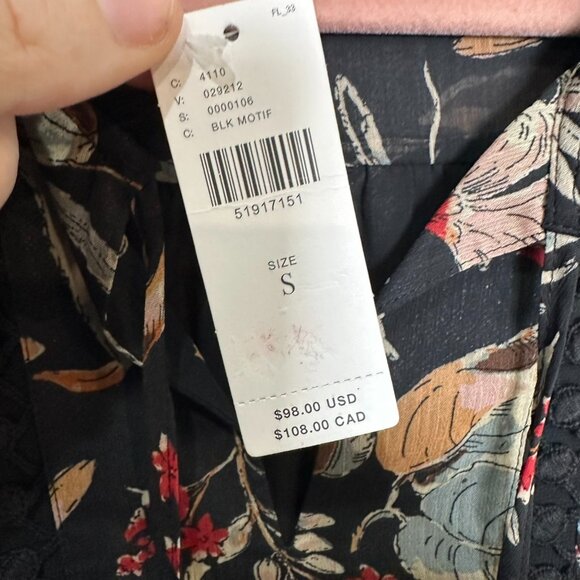 FL_33
C: 4110
V: 029212
S: 0000106
C: BLK MOTIF
51917151
SIZE
S
$98.00 USD
$108.00 CAD